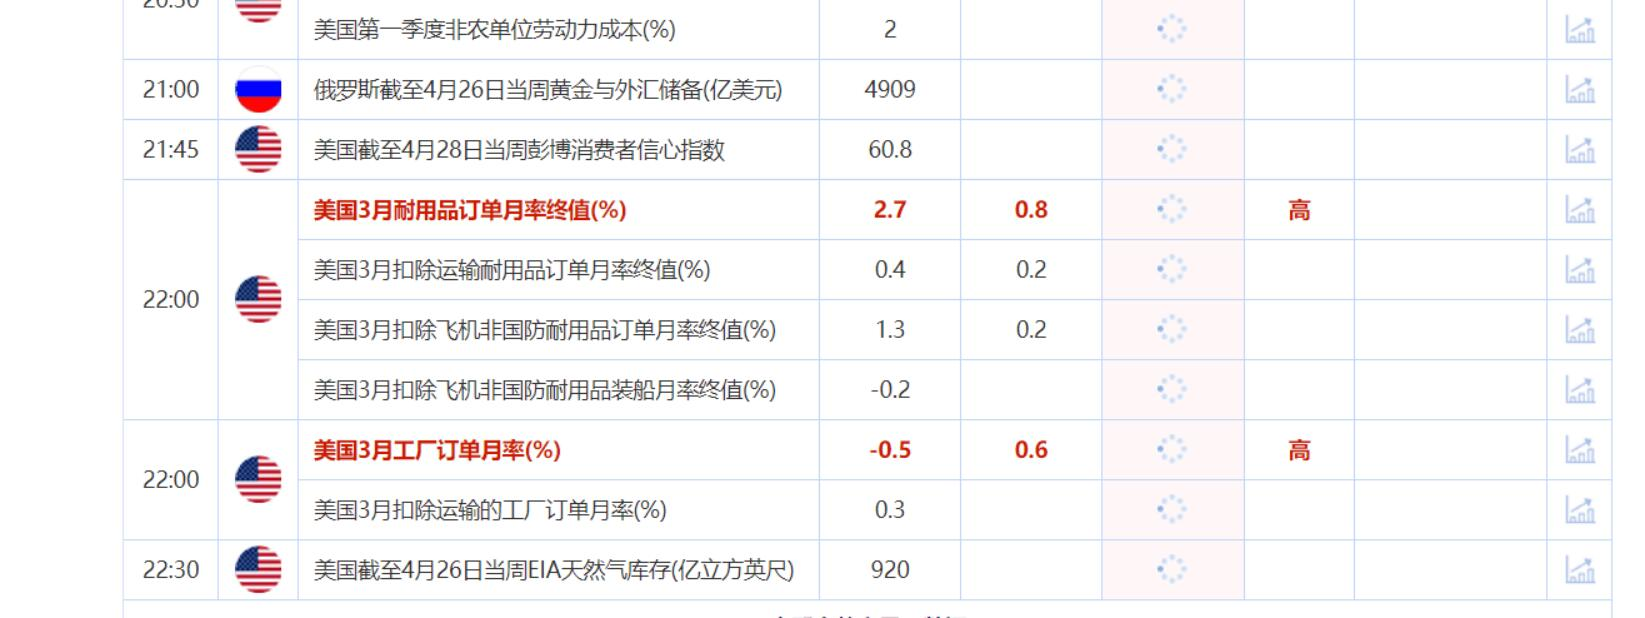 20:30
美国第一季度非农单位劳动力成本(%) 2
21:00 俄罗斯截至4月26日当周黄金与外汇储备(亿美元) 4909
21:45 美国截至4月28日当周彭博消费者信心指数 60.8
美国3月耐用品订单月率终值(%) 2.7 0.8 高
美国3月扣除运输耐用品订单月率终值(%) 0.4 0.2
22:00
美国3月扣除飞机非国防耐用品订单月率终值(%) 1.3 0.2
美国3月扣除飞机非国防耐用品装船月率终值(%) -0.2
美国3月工厂订单月率(%) -0.5 0.6 高
22:00
美国3月扣除运输的工厂订单月率(%) 0.3
22:30 美国截至4月26日当周EIA天然气库存(亿立方英尺) 920